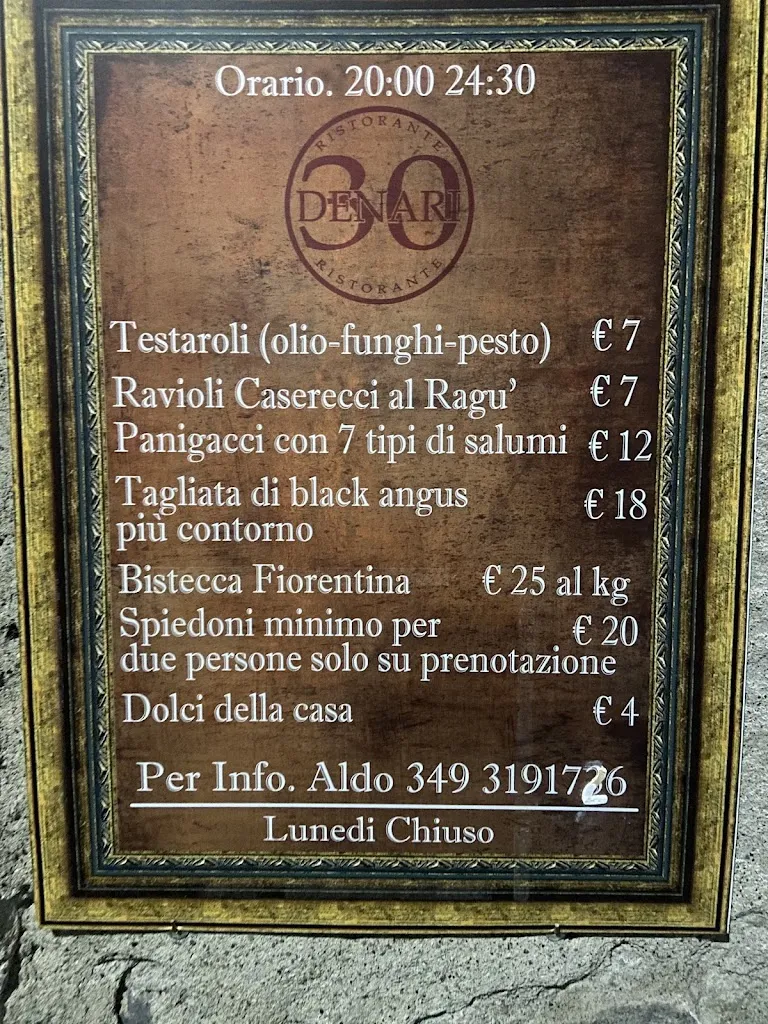 Orario. 20:00 24:30
RISTORANTE
30
DENARI
RISTORANTE
Testaroli (olio-funghi-pesto) € 7
Ravioli Caserecci al Ragu' € 7
Panigacci con 7 tipi di salumi € 12
Tagliata di black angus € 18
più contorno
Bistecca Fiorentina € 25 al kg
Spiedoni minimo per € 20
due persone solo su prenotazione
Dolci della casa € 4
Per Info. Aldo 349 3191726
Lunedi Chiuso